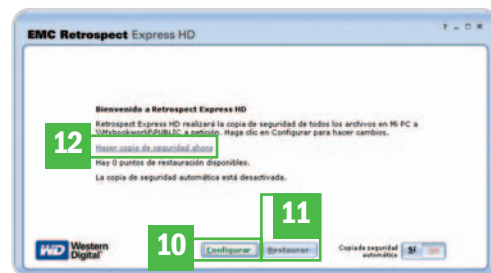 EMC Retrospect Express HD
Bienvenido a Retrospect Express HD
Retrospect Express HD realizará la copia de seguridad de todos los archivos en Mi PC a
\\Mybookworld\PUBLIC a petición. Haga clic en Configurar para hacer cambios.
12
Hacer copia de seguridad ahora
Hay 0 puntos de restauración disponibles.
La copia de seguridad automática está desactivada.
11
WD Western Digital
10
Configurar
Restaurar
Copia de seguridad
automática
Sí